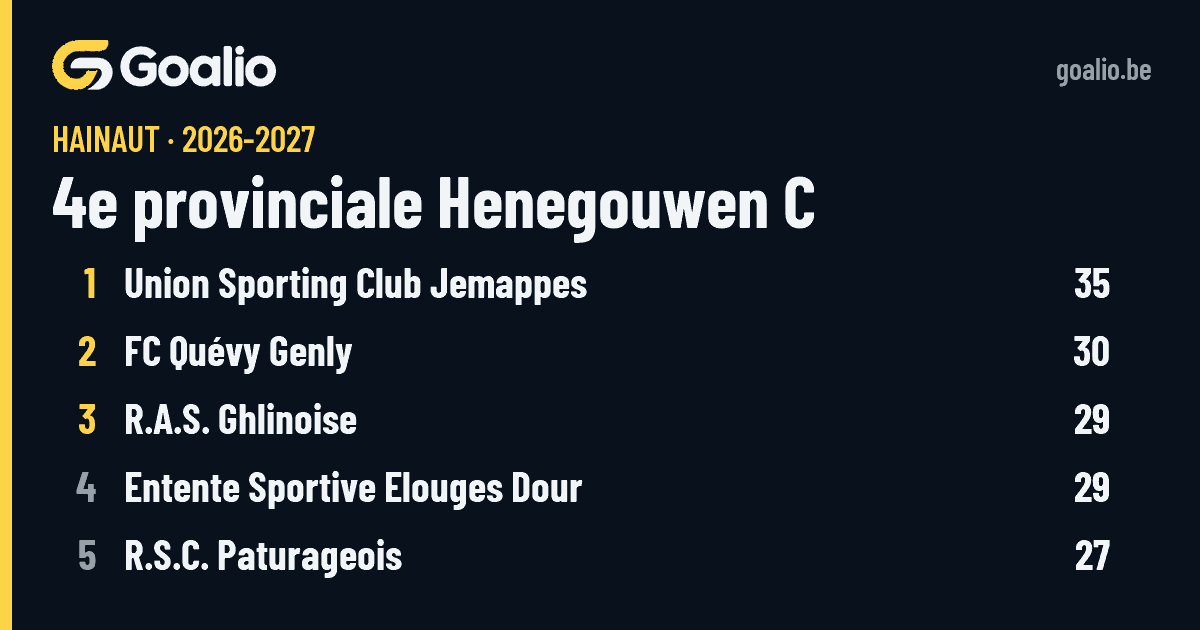 Goalio
goalio.be
HAINAUT · 2026-2027
4e provinciale Henegouwen C
1 Union Sporting Club Jemappes 35
2 FC Quévy Genly 30
3 R.A.S. Ghlinoise 29
4 Entente Sportive Elouges Dour 29
5 R.S.C. Paturageois 27